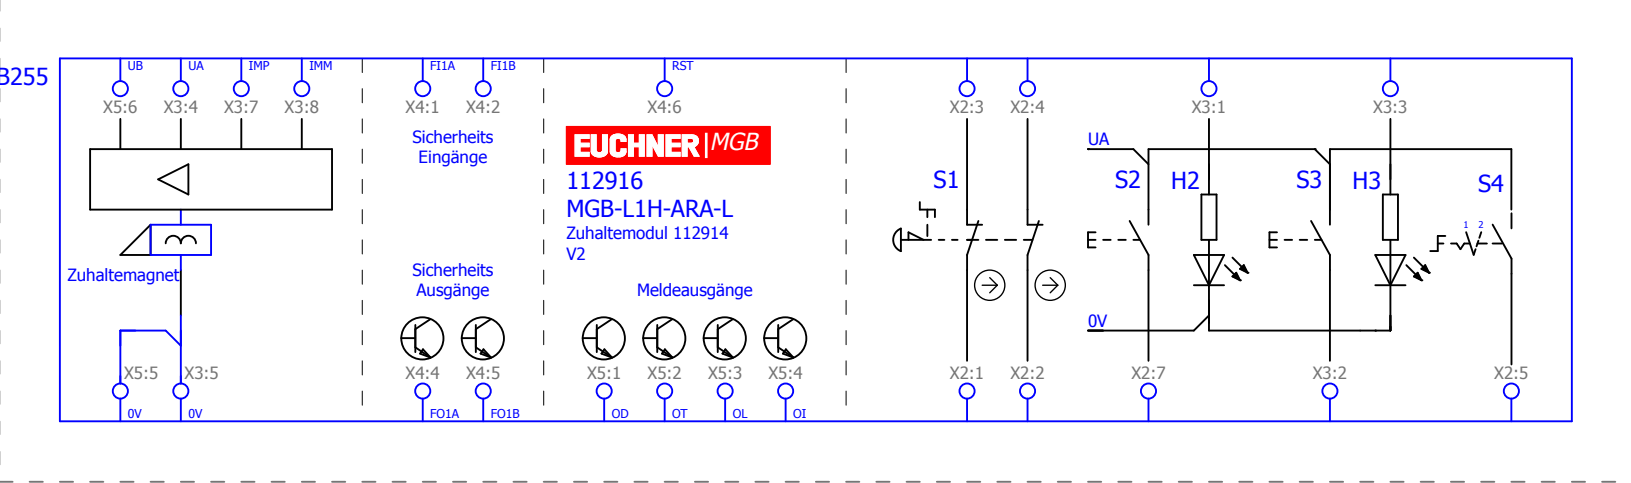 B255
UB UA IMP IMM FI1A FI1B RST
X5:6 X3:4 X3:7 X3:8 X4:1 X4:2 X4:6 X2:3 X2:4 X3:1 X3:3
Sicherheits
Eingänge
EUCHNER|MGB
112916
MGB-L1H-ARA-L
Zuhaltemodul 112914
V2
UA
S1 S2 H2 S3 H3 S4
1 2
Zuhaltemagnet
Sicherheits
Ausgänge
Meldeausgänge
0V
X5:5 X3:5 X4:4 X4:5 X5:1 X5:2 X5:3 X5:4 X2:1 X2:2 X2:7 X3:2 X2:5
0V 0V FO1A FO1B OD OT OL OI